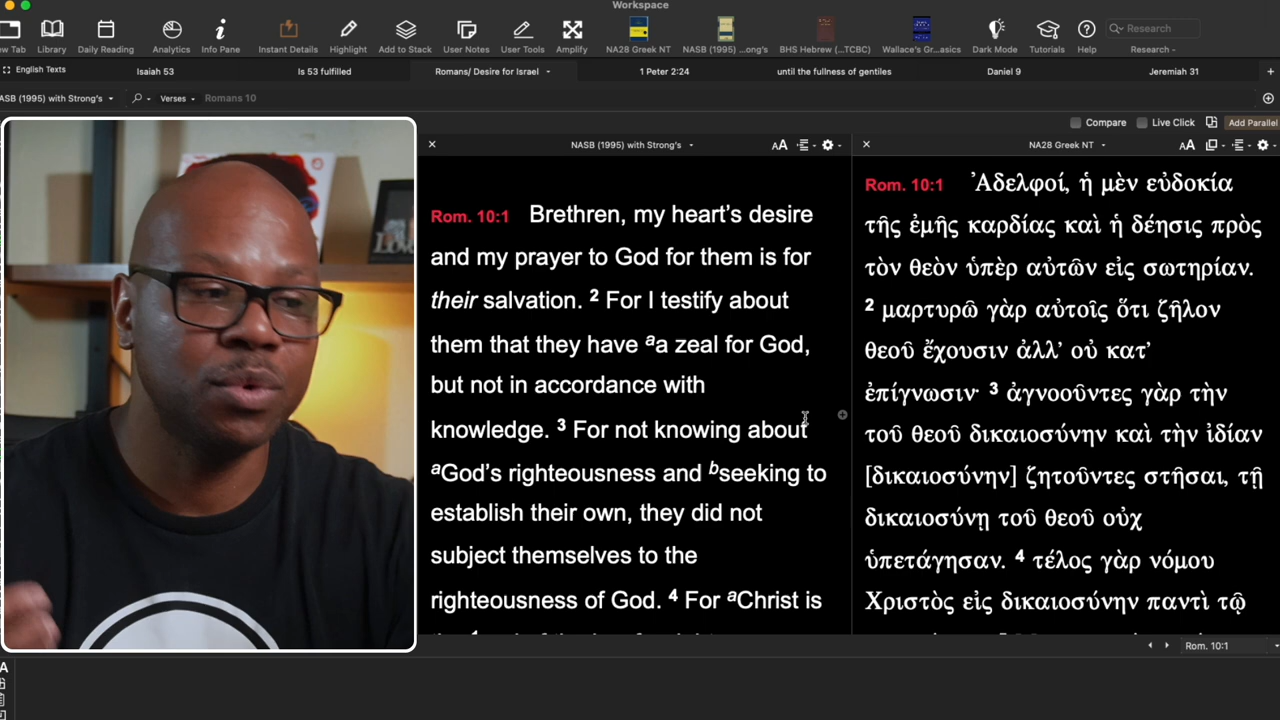 Workspace
ew Tab
Library
Daily Reading
Analytics
Info Pane
Instant Details
Highlight
Add to Stack
User Notes
User Tools
Amplify
NA28 Greek NT
NASB (1995) ...ong's
BHS Hebrew (...TCBC)
Wallace's Gr...asics
Dark Mode
Tutorials
Help
Research
Research
English Texts
Isaiah 53
Is 53 fulfilled
Romans/ Desire for Israel
1 Peter 2:24
until the fullness of gentiles
Daniel 9
Jeremiah 31
ASB (1995) with Strong's
Verses
Romans 10
Compare
Live Click
Add Parallel
NASB (1995) with Strong's
AA
Rom. 10:1 Brethren, my heart's desire
and my prayer to God for them is for
their salvation. 2 For I testify about
them that they have aa zeal for God,
but not in accordance with
knowledge. 3 For not knowing about
aGod's righteousness and bseeking to
establish their own, they did not
subject themselves to the
righteousness of God. 4 For aChrist is
NA28 Greek NT
AA
Rom. 10:1 Ἀδελφοί, ἡ μὲν εὐδοκία
τῆς ἐμῆς καρδίας καὶ ἡ δέησις πρὸς
τὸν θεὸν ὑπὲρ αὐτῶν εἰς σωτηρίαν.
2 μαρτυρῶ γὰρ αὐτοῖς ὅτι ζῆλον
θεοῦ ἔχουσιν ἀλλ' οὐ κατ'
ἐπίγνωσιν· 3 ἀγνοοῦντες γὰρ τὴν
τοῦ θεοῦ δικαιοσύνην καὶ τὴν ἰδίαν
[δικαιοσύνην] ζητοῦντες στῆσαι, τῇ
δικαιοσύνῃ τοῦ θεοῦ οὐχ
ὑπετάγησαν. 4 τέλος γὰρ νόμου
Χριστὸς εἰς δικαιοσύνην παντὶ τῷ
Rom. 10:1
A